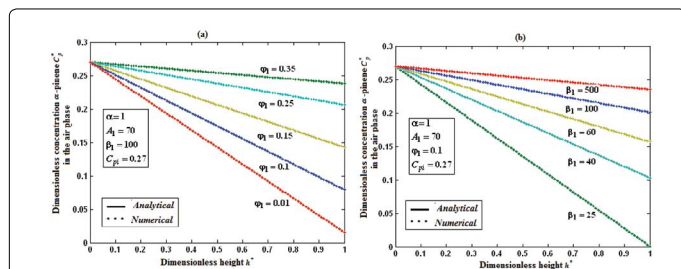 (a)
Dimensionless concentration α-pinene C*p
in the air phase
0.35
0.3
0.25
0.2
0.15
0.1
0.05
0
φ1 = 0.35
φ1 = 0.25
φ1 = 0.15
φ1 = 0.1
φ1 = 0.01
α=1
A1 = 70
β1=100
Cpi = 0.27
Analytical
Numerical
0 0.1 0.2 0.3 0.4 0.5 0.6 0.7 0.8 0.9 1
Dimensionless height h*
(b)
Dimensionless concentration α-pinene C*p
in the air phase
0.35
0.3
0.25
0.2
0.15
0.1
0.05
0
β1 = 500
β1 = 100
β1 = 60
β1 = 40
β1 = 25
α=1
A1 = 70
φ1=0.1
Cpi = 0.27
Analytical
Numerical
0 0.1 0.2 0.3 0.4 0.5 0.6 0.7 0.8 0.9 1
Dimensionless height h*